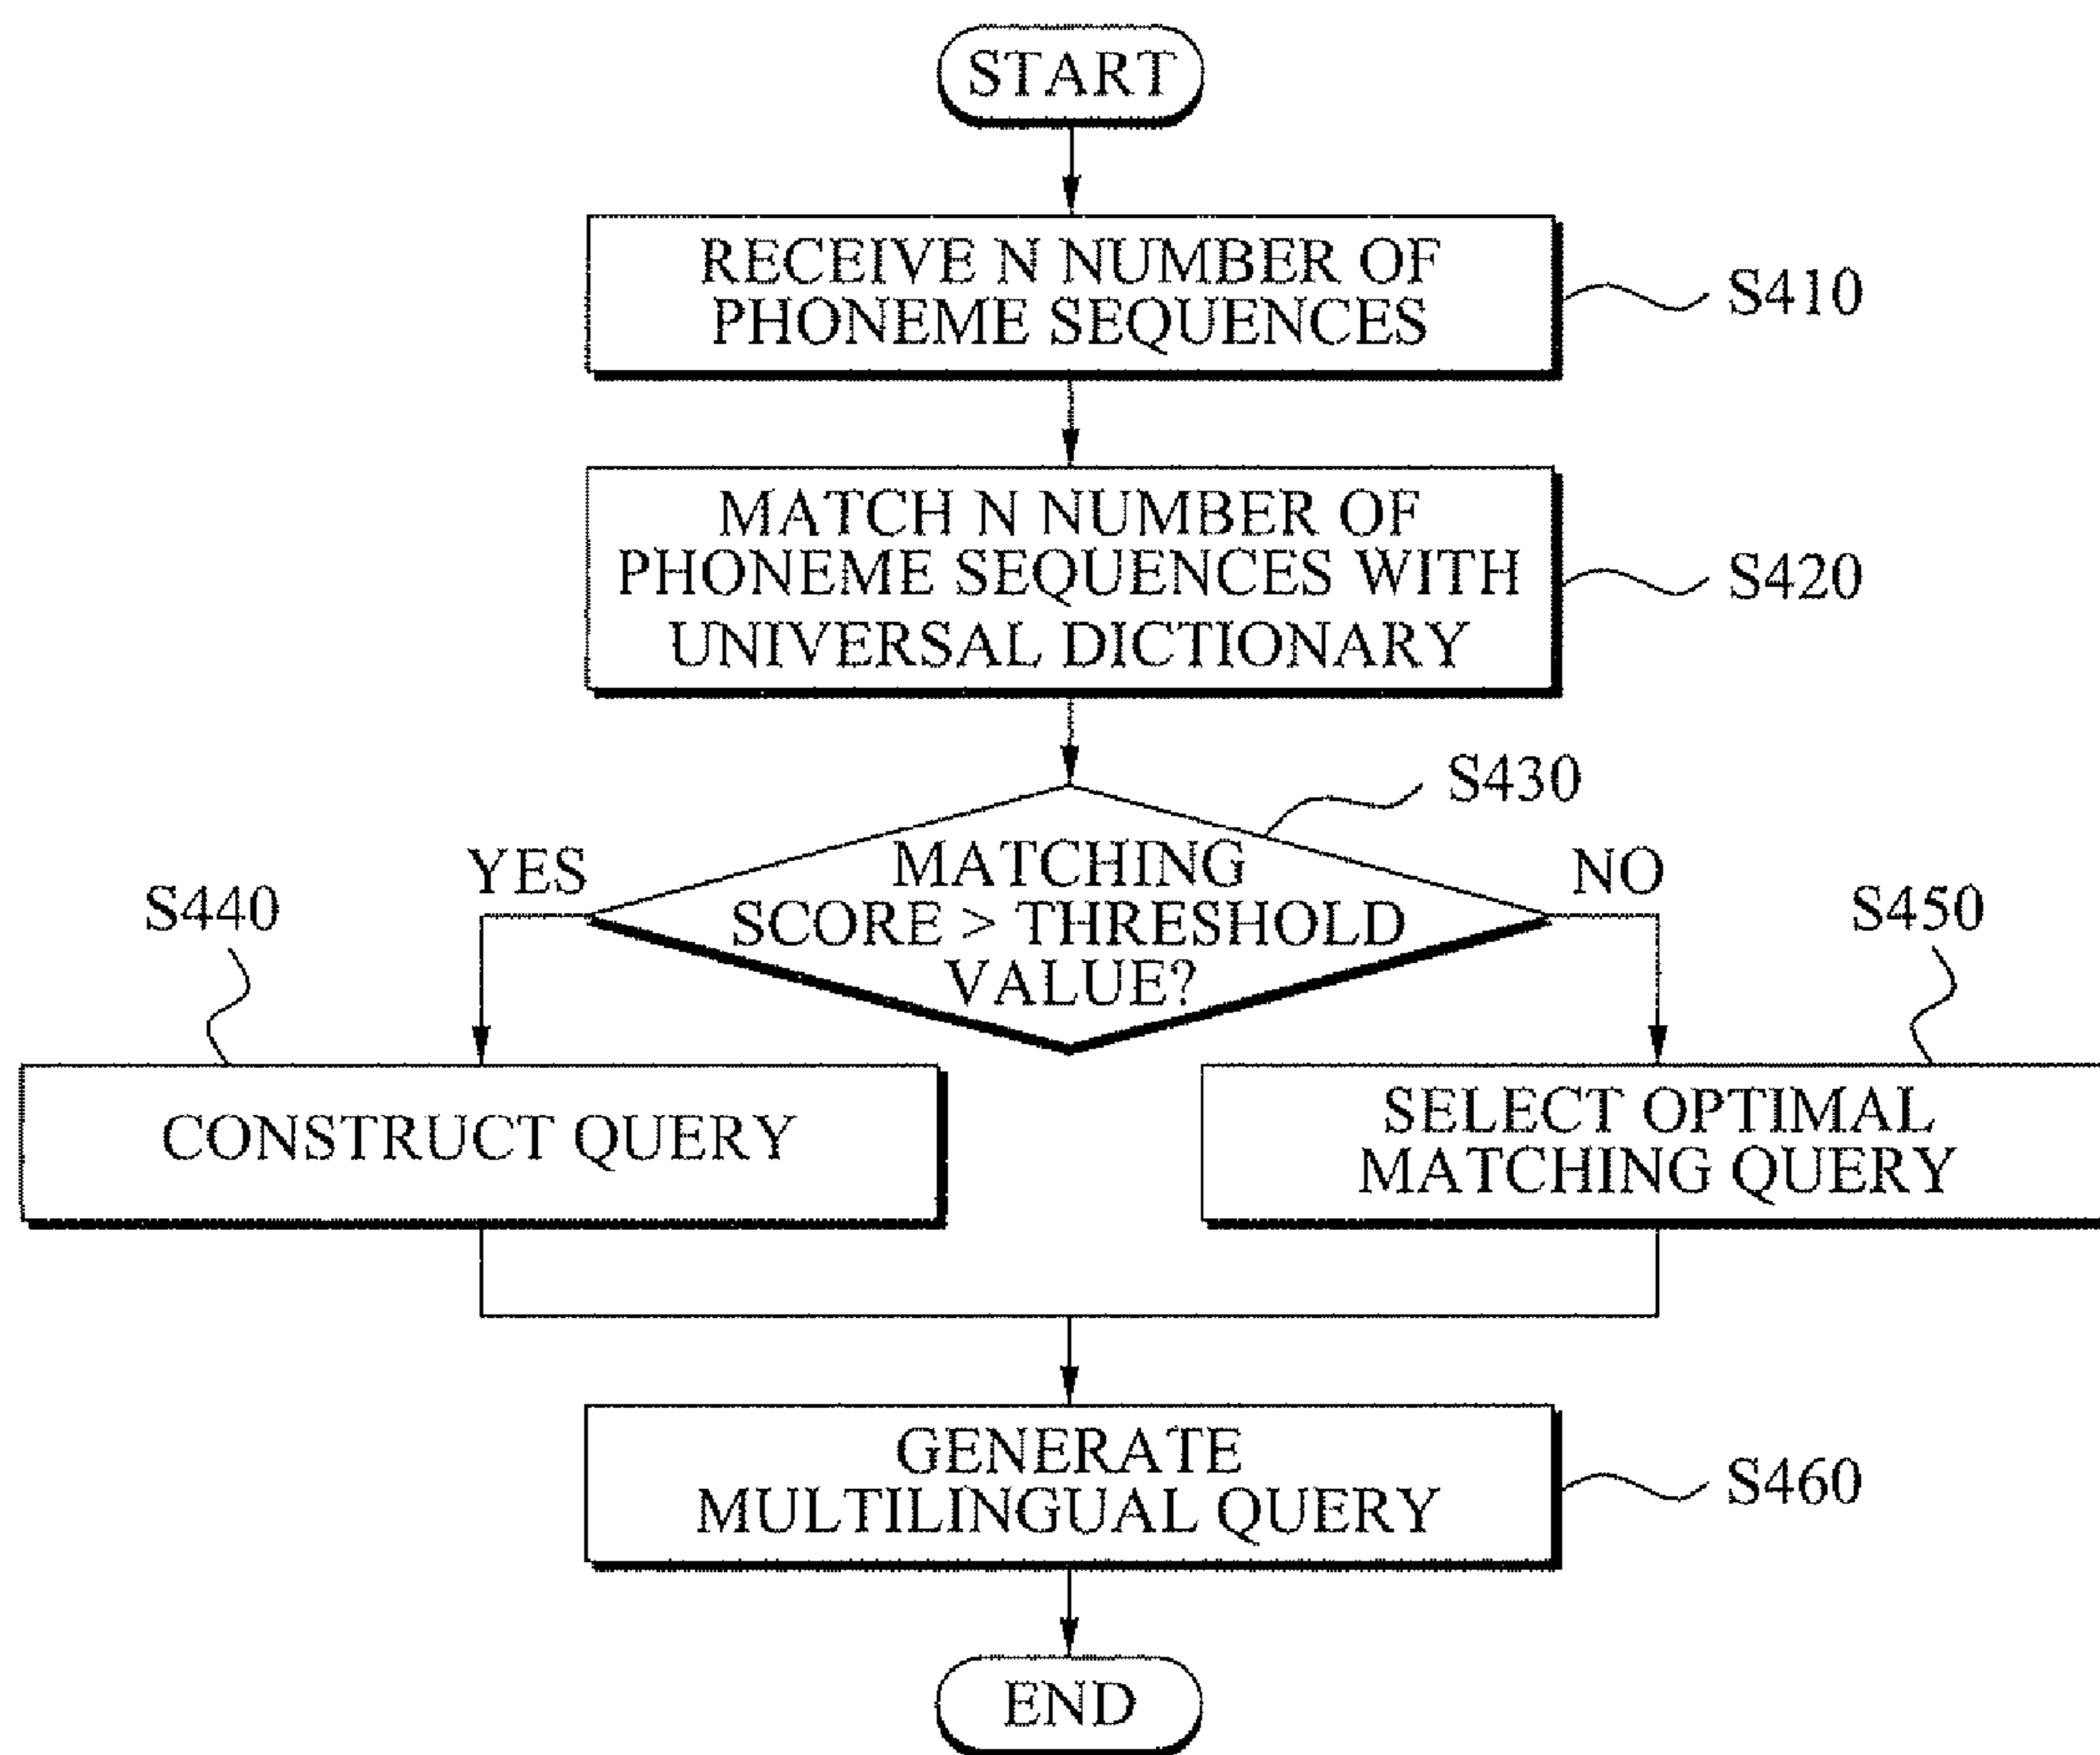 START
RECEIVE N NUMBER OF
PHONEME SEQUENCES
S410
MATCH N NUMBER OF
PHONEME SEQUENCES WITH
UNIVERSAL DICTIONARY
S420
S430
MATCHING
SCORE > THRESHOLD
VALUE?
YES
NO
S440
CONSTRUCT QUERY
S450
SELECT OPTIMAL
MATCHING QUERY
GENERATE
MULTILINGUAL QUERY
S460
END